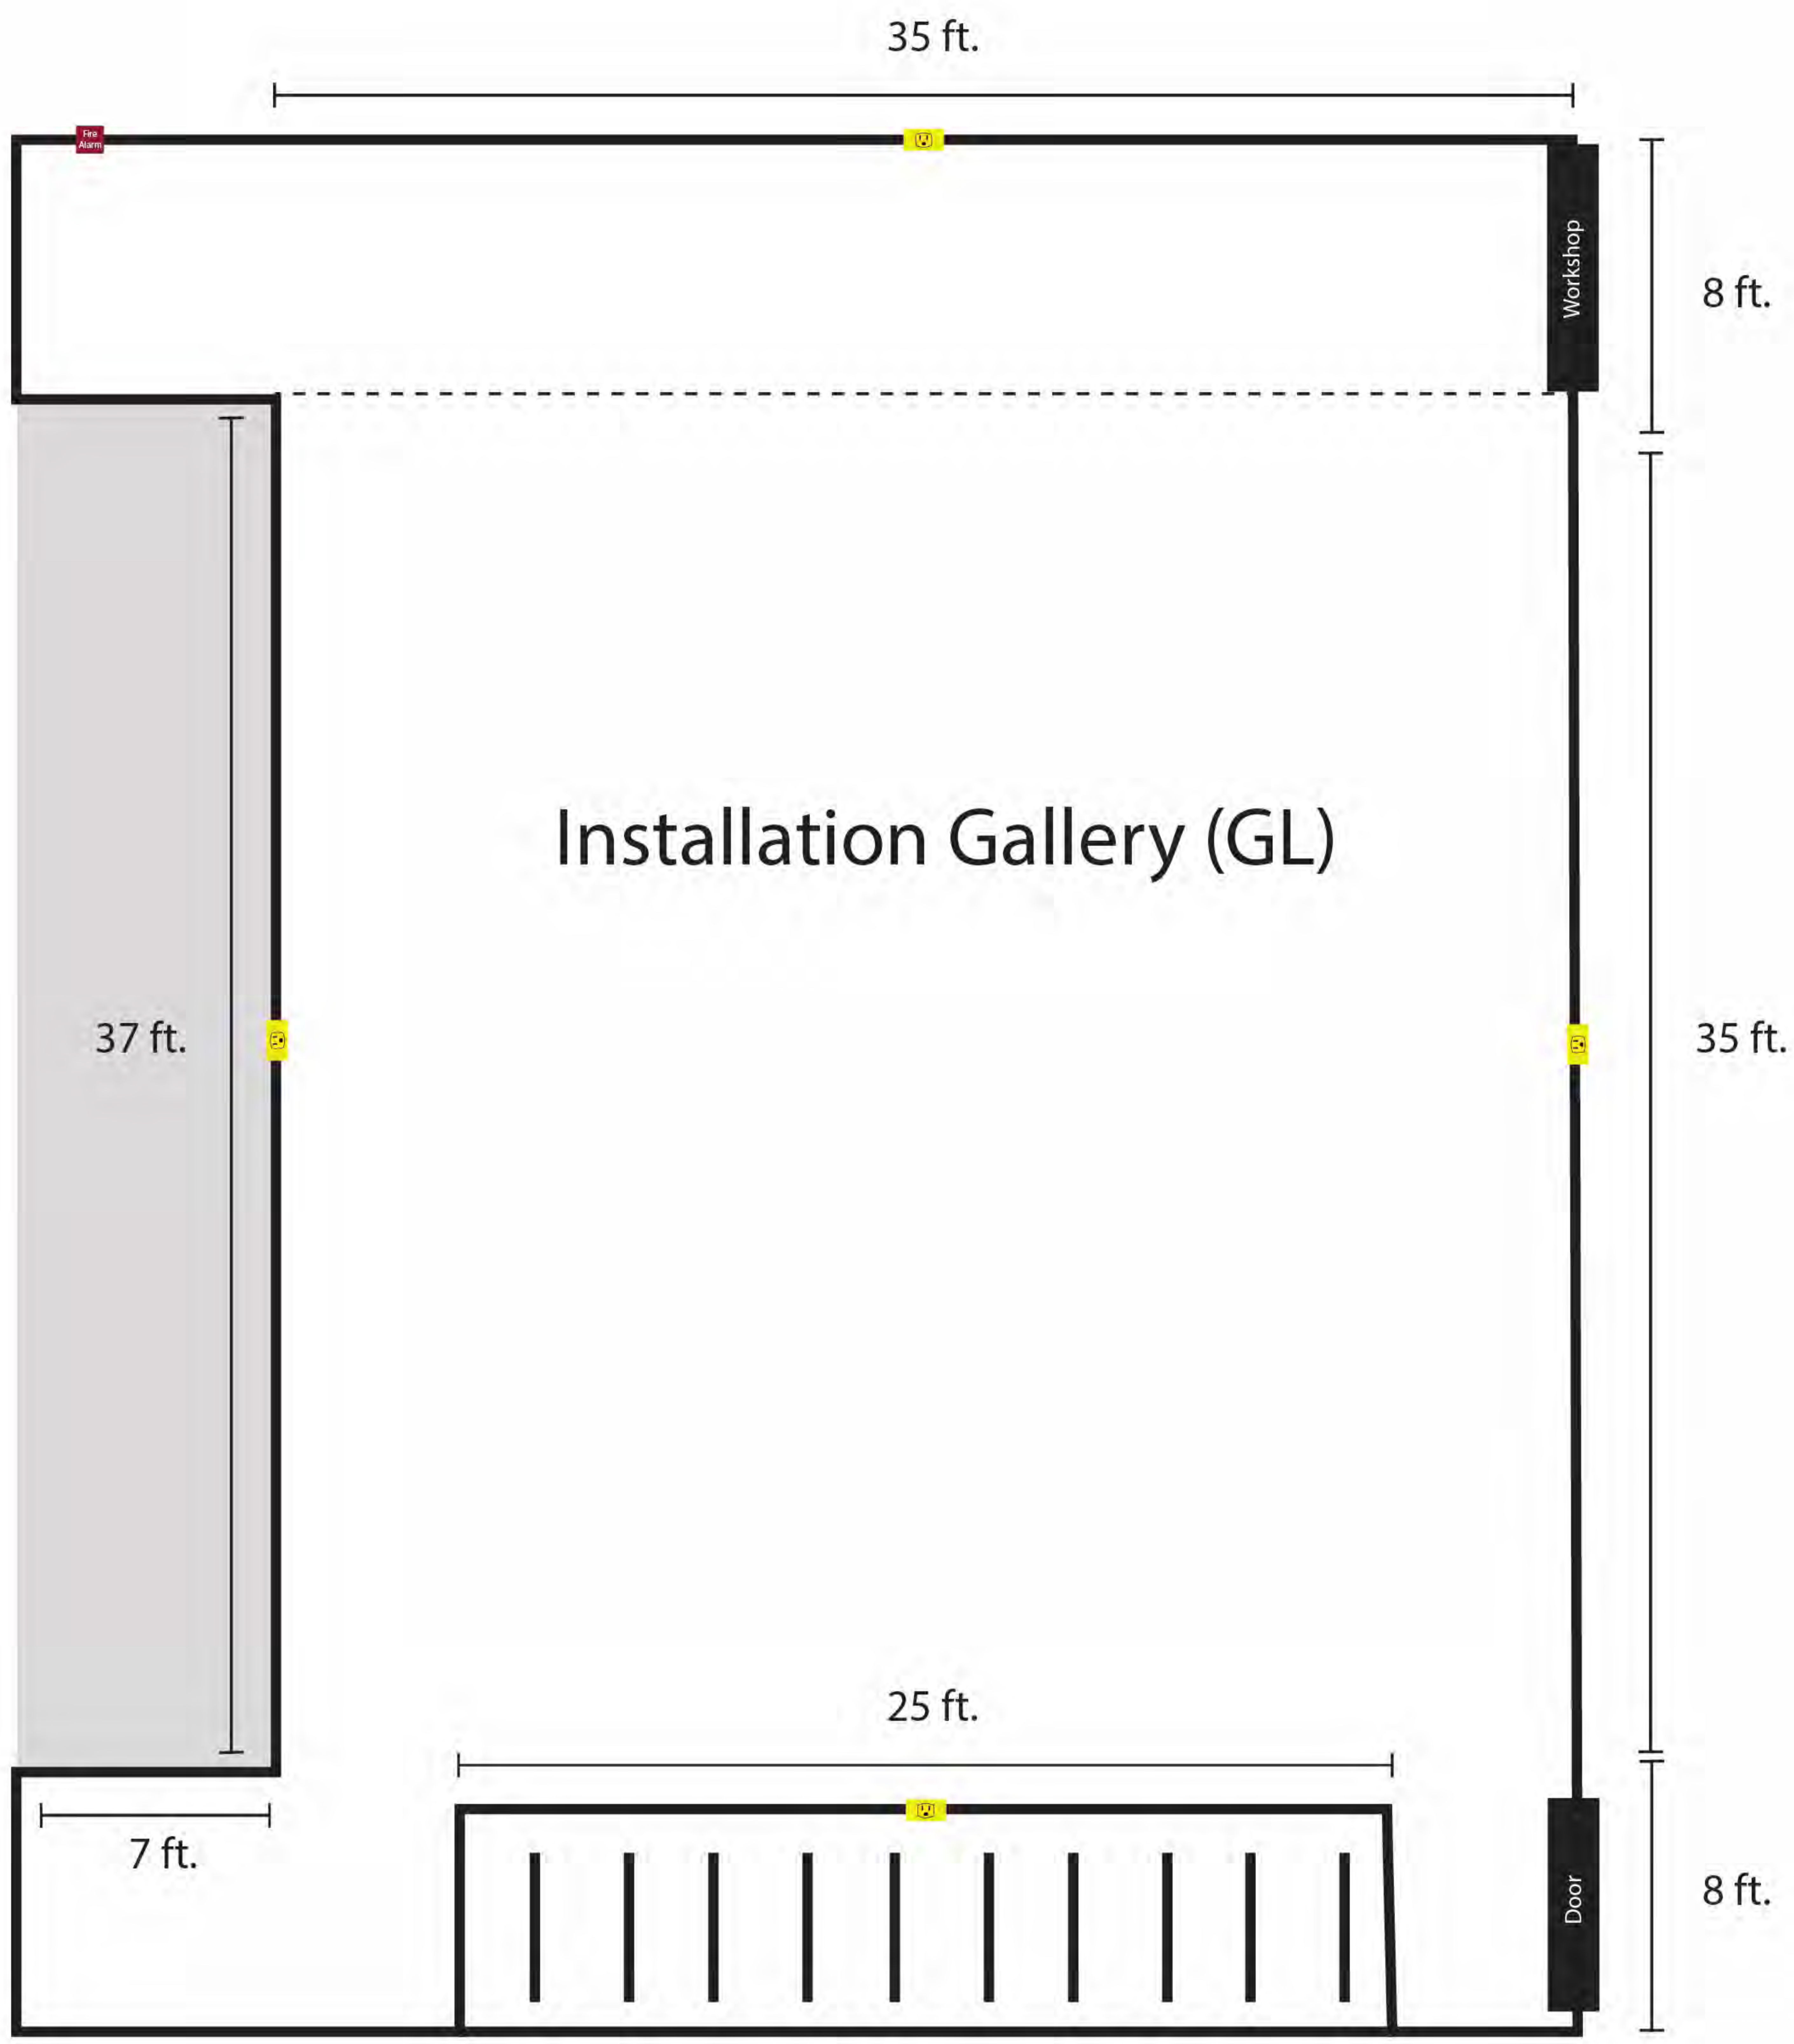 35 ft.
Fire
Alarm
Workshop
8 ft.
Installation Gallery (GL)
37 ft.
35 ft.
25 ft.
7 ft.
Door
8 ft.